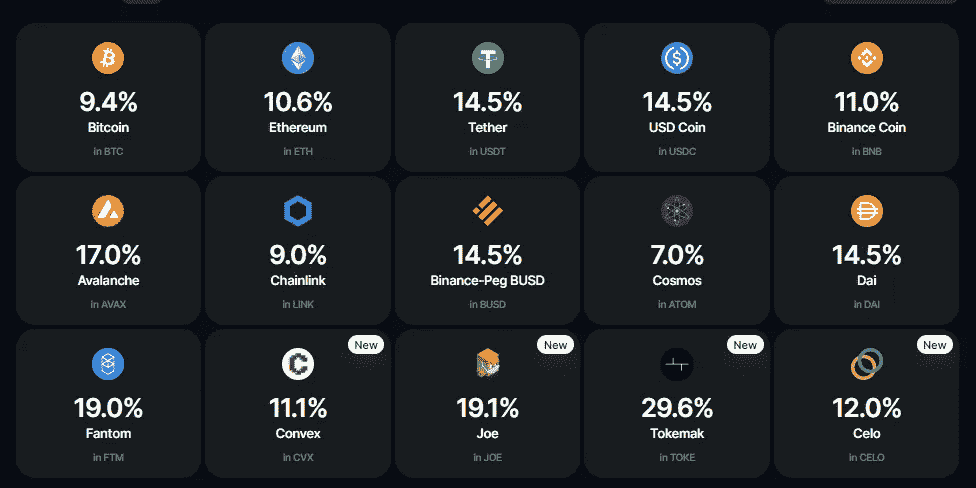 9.4%
Bitcoin
in BTC
10.6%
Ethereum
in ETH
14.5%
Tether
in USDT
14.5%
USD Coin
in USDC
11.0%
Binance Coin
in BNB
17.0%
Avalanche
in AVAX
9.0%
Chainlink
in LINK
14.5%
Binance-Peg BUSD
in BUSD
7.0%
Cosmos
in ATOM
14.5%
Dai
in DAI
19.0%
Fantom
in FTM
New
11.1%
Convex
in CVX
New
19.1%
Joe
in JOE
New
29.6%
Tokemak
in TOKE
New
12.0%
Celo
in CELO